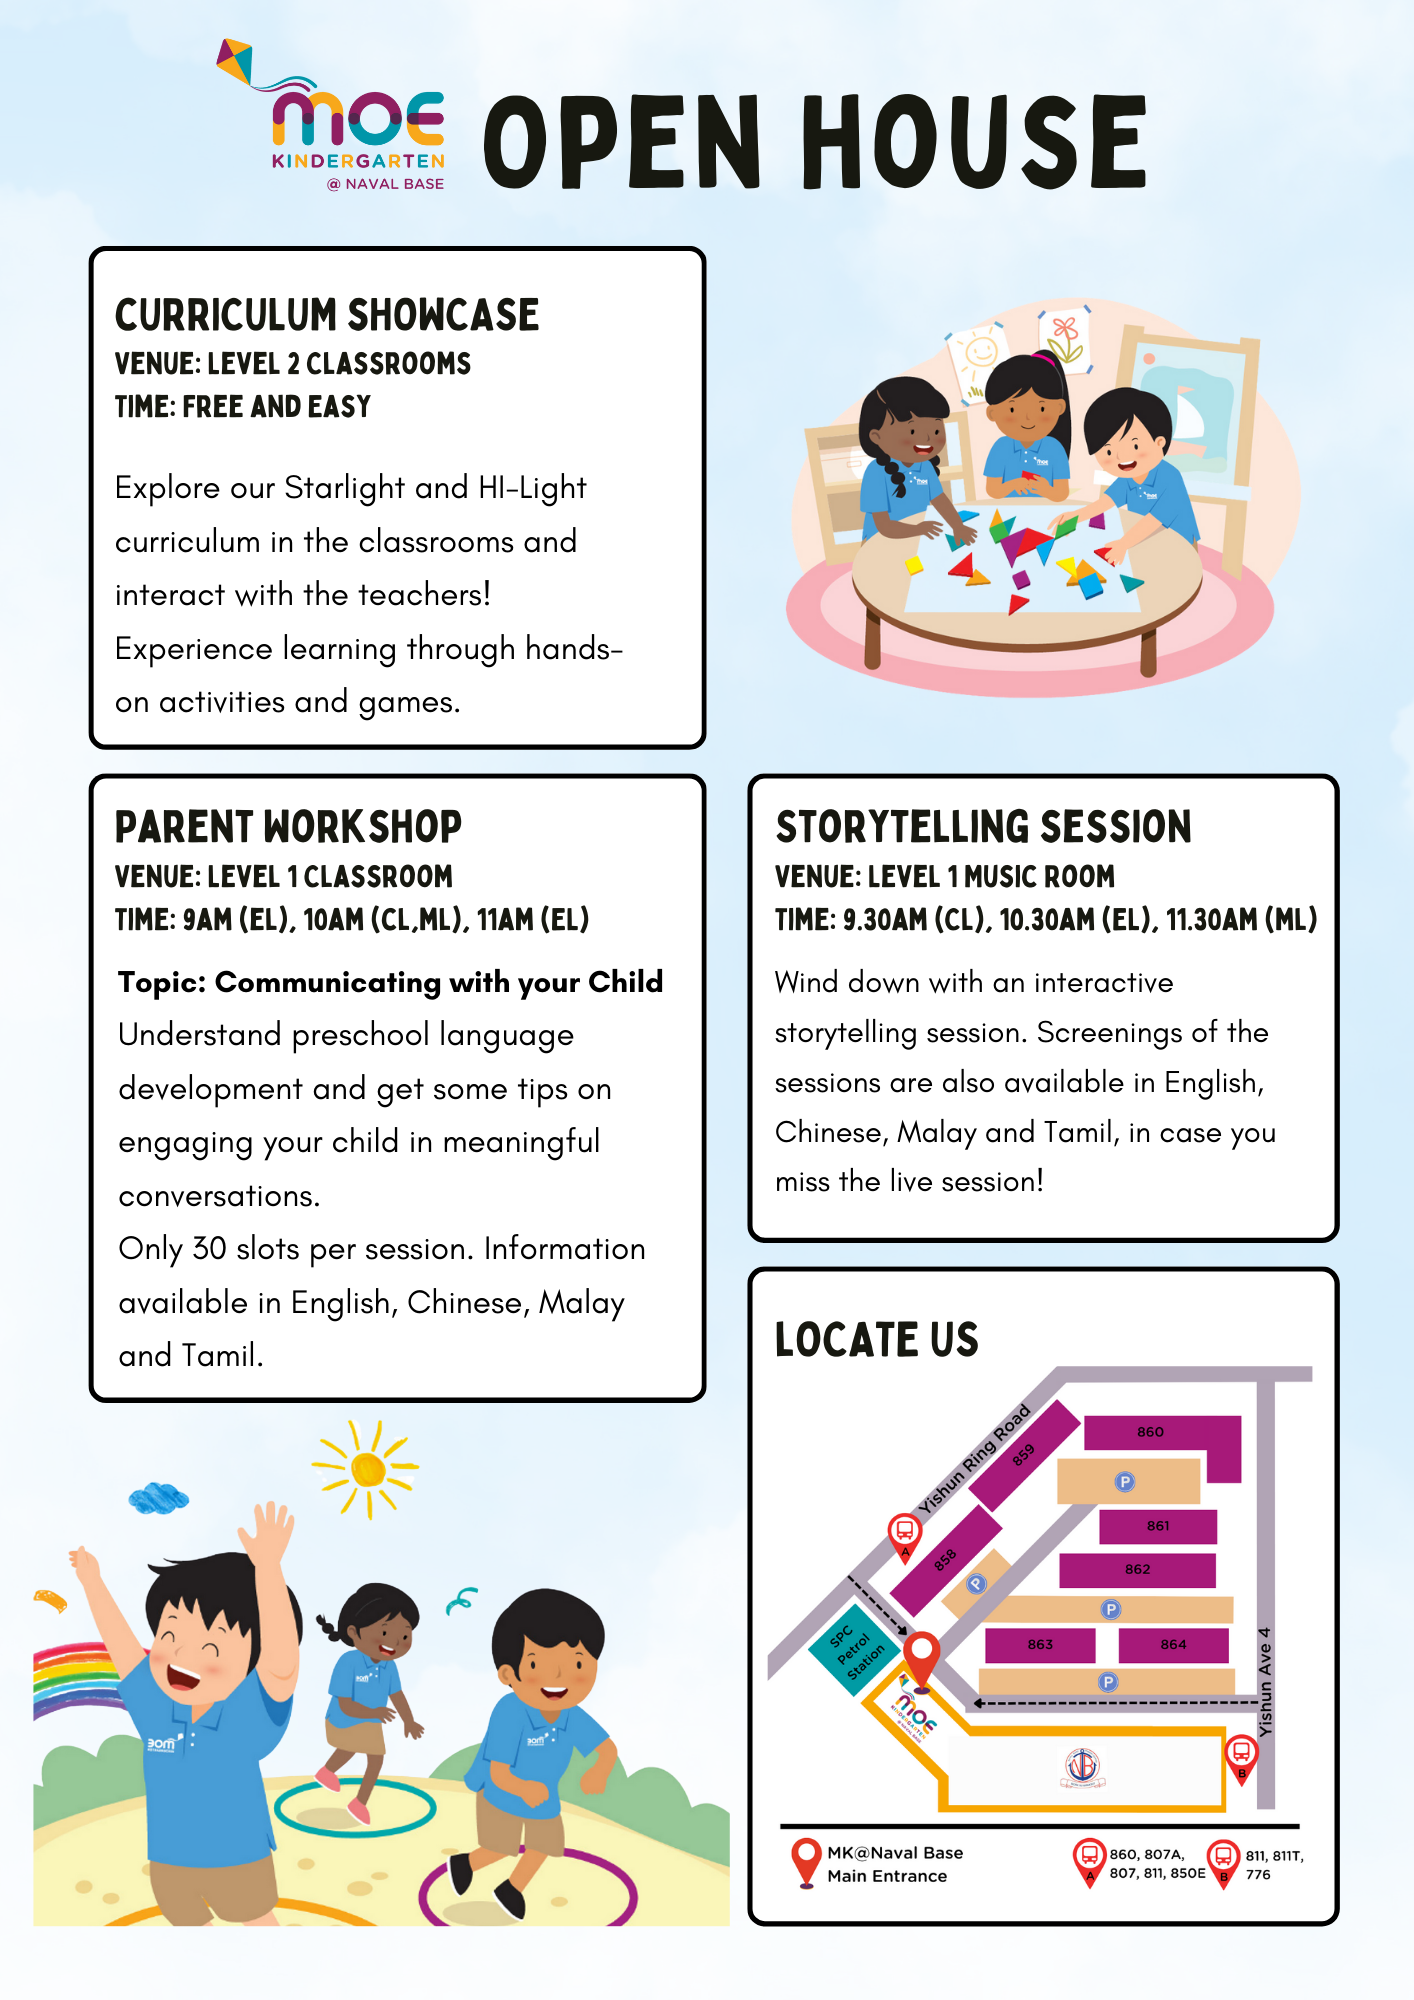 moe
KINDERGARTEN
@ NAVAL BASE
OPEN HOUSE
CURRICULUM SHOWCASE
VENUE: LEVEL 2 CLASSROOMS
TIME: FREE AND EASY
Explore our Starlight and HI-Light
curriculum in the classrooms and
interact with the teachers!
Experience learning through hands-
on activities and games.
PARENT WORKSHOP
VENUE: LEVEL 1 CLASSROOM
TIME: 9AM (EL), 10AM (CL,ML), 11AM (EL)
Topic: Communicating with your Child
Understand preschool language
development and get some tips on
engaging your child in meaningful
conversations.
Only 30 slots per session. Information
available in English, Chinese, Malay
and Tamil.
STORYTELLING SESSION
VENUE: LEVEL 1 MUSIC ROOM
TIME: 9.30AM (CL), 10.30AM (EL), 11.30AM (ML)
Wind down with an interactive
storytelling session. Screenings of the
sessions are also available in English,
Chinese, Malay and Tamil, in case you
miss the live session!
LOCATE US
Yishun Ring Road
859
860
P
861
858
862
P
P
A
863
864
P
SPC
Petrol
Station
Yishun Ave 4
moe
KINDERGARTEN
@ NAVAL BASE
NB
B
MK@Naval Base
Main Entrance
A
860, 807A,
807, 811, 850E
B
811, 811T,
776